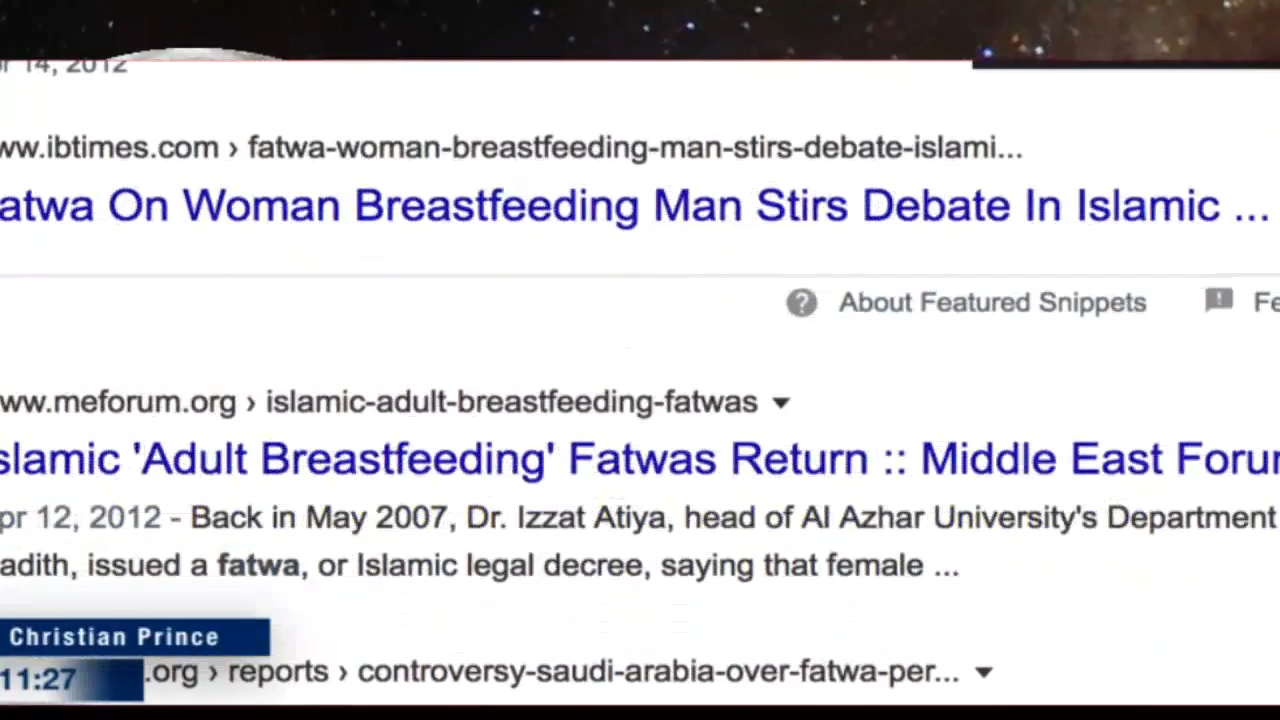 r 14, 2012
ww.ibtimes.com › fatwa-woman-breastfeeding-man-stirs-debate-islami...
atwa On Woman Breastfeeding Man Stirs Debate In Islamic ...
About Featured Snippets Fe
ww.meforum.org › islamic-adult-breastfeeding-fatwas
slamic 'Adult Breastfeeding' Fatwas Return :: Middle East Forum
pr 12, 2012 - Back in May 2007, Dr. Izzat Atiya, head of Al Azhar University's Department
adith, issued a fatwa, or Islamic legal decree, saying that female ...
Christian Prince
.org › reports › controversy-saudi-arabia-over-fatwa-per...
11:27